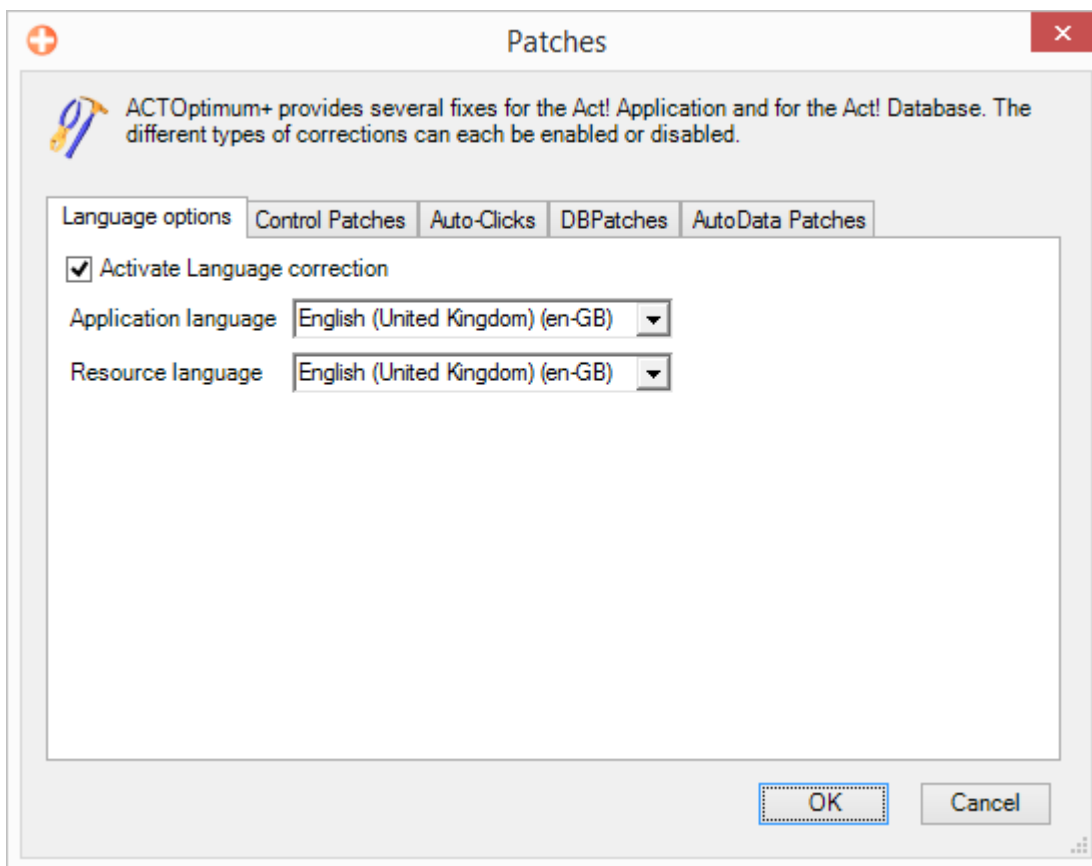 Patches
ACTOptimum+ provides several fixes for the Act! Application and for the Act! Database. The
different types of corrections can each be enabled or disabled.
Language options Control Patches Auto-Clicks DBPatches AutoData Patches
Activate Language correction
Application language English (United Kingdom) (en-GB)
Resource language English (United Kingdom) (en-GB)
OK Cancel